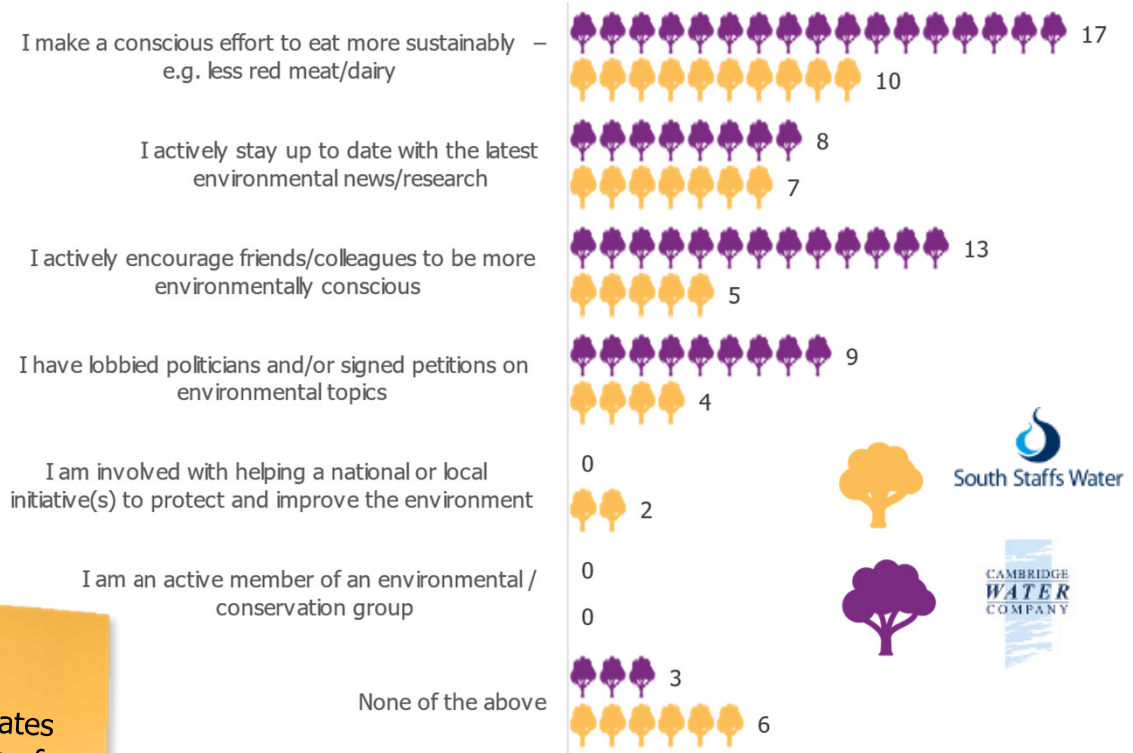 I make a conscious effort to eat more sustainably –
e.g. less red meat/dairy
17
10
I actively stay up to date with the latest
environmental news/research
8
7
I actively encourage friends/colleagues to be more
environmentally conscious
13
5
I have lobbied politicians and/or signed petitions on
environmental topics
9
4
I am involved with helping a national or local
initiative(s) to protect and improve the environment
0
2
South Staffs Water
I am an active member of an environmental /
conservation group
0
0
CAMBRIDGE
WATER
COMPANY
None of the above
3
6